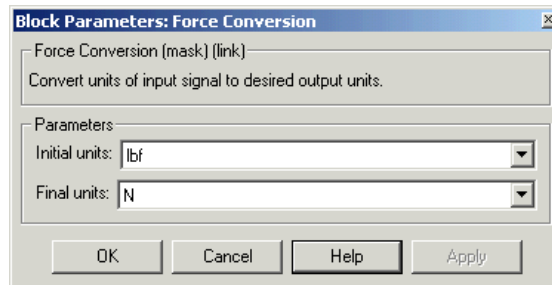 Block Parameters: Force Conversion
Force Conversion (mask) (link)
Convert units of input signal to desired output units.
Parameters
Initial units: lbf
Final units: N
OK Cancel Help Apply